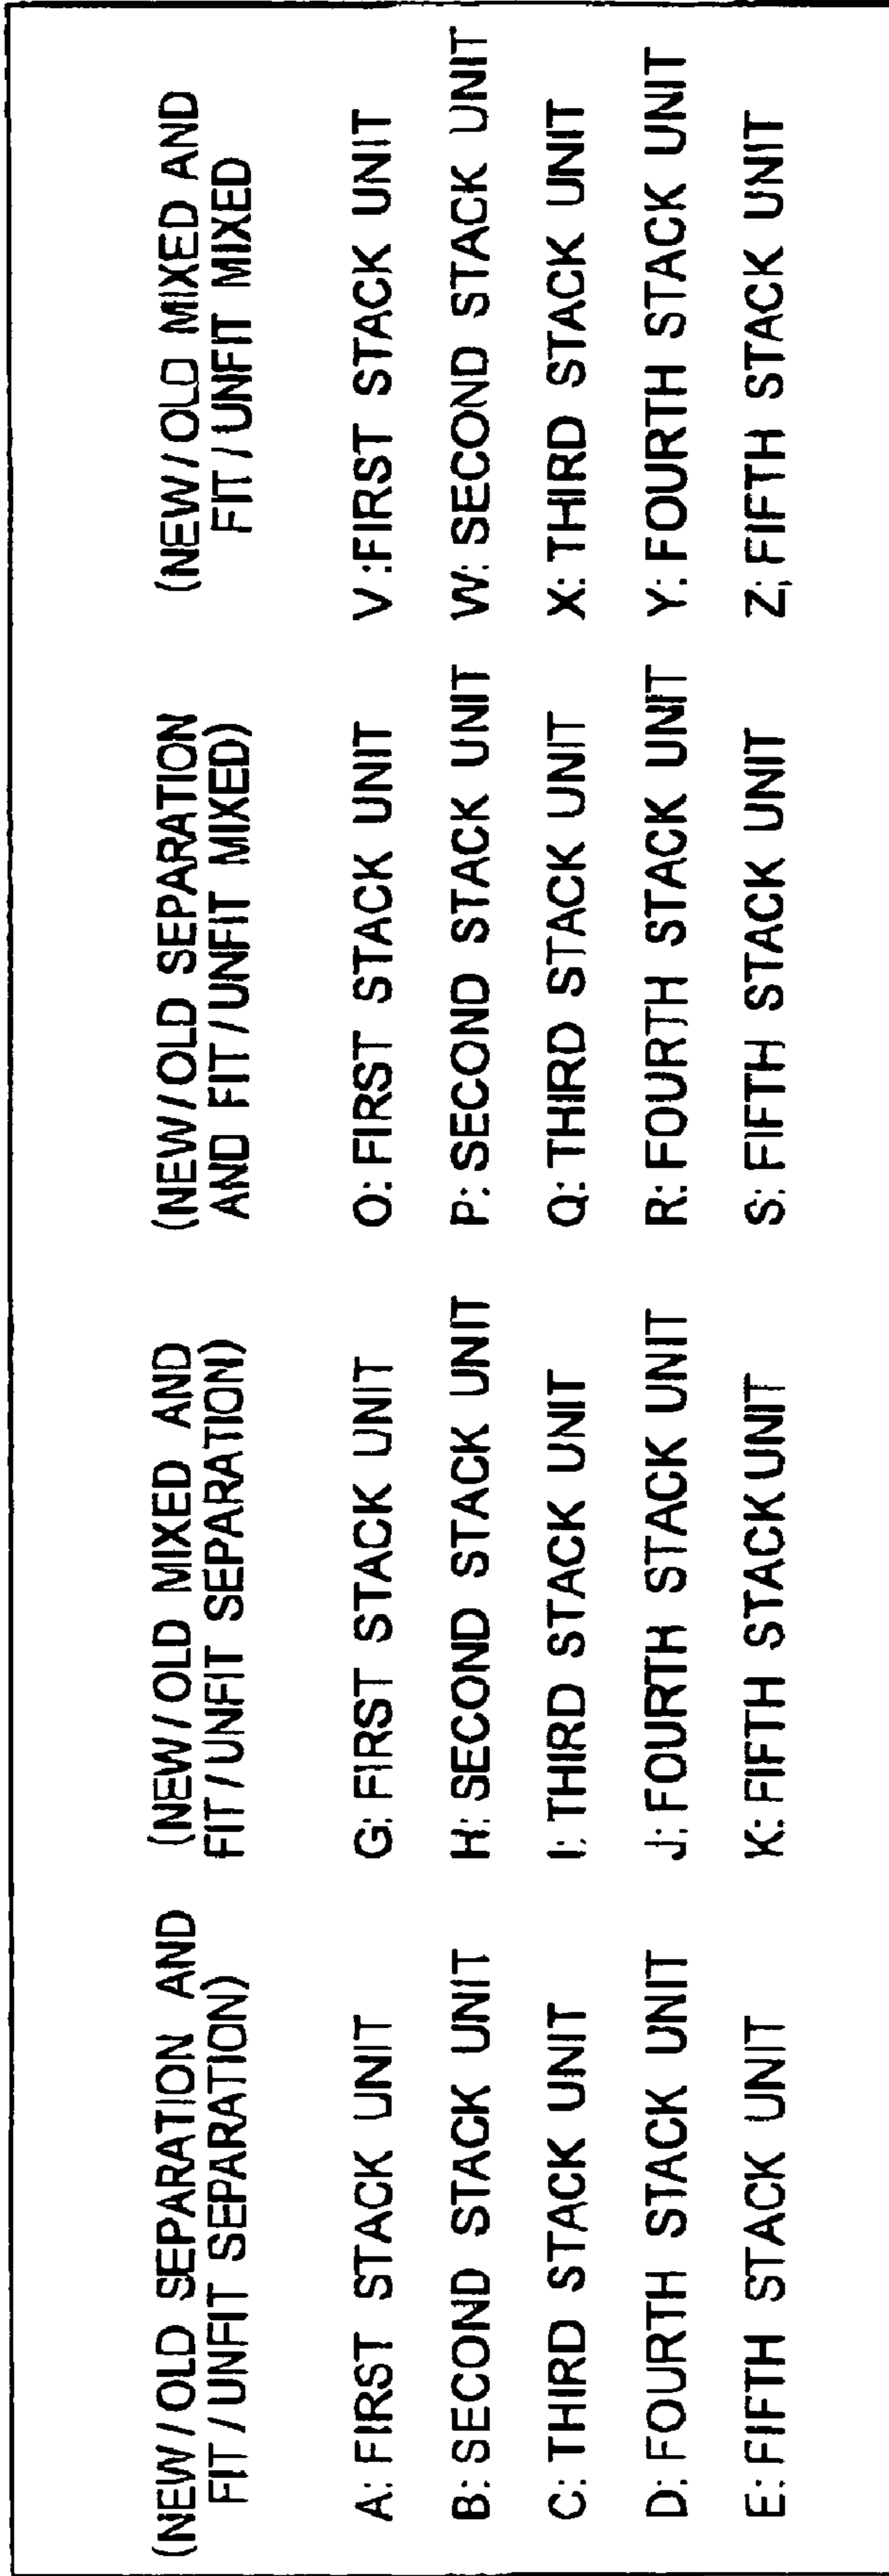 (NEW/OLD SEPARATION AND
FIT/UNFIT SEPARATION)
A: FIRST STACK UNIT
B: SECOND STACK UNIT
C: THIRD STACK UNIT
D: FOURTH STACK UNIT
E: FIFTH STACK UNIT
(NEW/OLD MIXED AND
FIT/UNFIT SEPARATION)
G: FIRST STACK UNIT
H: SECOND STACK UNIT
I: THIRD STACK UNIT
J: FOURTH STACK UNIT
K: FIFTH STACK UNIT
(NEW/OLD SEPARATION
AND FIT/UNFIT MIXED)
O: FIRST STACK UNIT
P: SECOND STACK UNIT
Q: THIRD STACK UNIT
R: FOURTH STACK UNIT
S: FIFTH STACK UNIT
(NEW/OLD MIXED AND
FIT/UNFIT MIXED
V :FIRST STACK UNIT
W: SECOND STACK UNIT
X: THIRD STACK UNIT
Y: FOURTH STACK UNIT
Z; FIFTH STACK UNIT